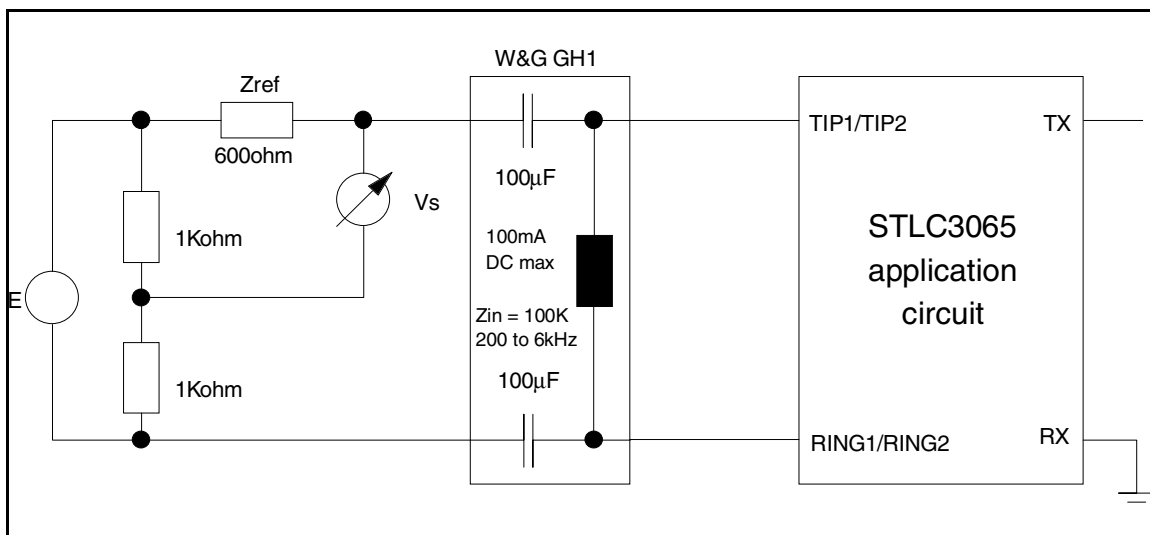 W&G GH1
Zref
600ohm
TIP1/TIP2
TX
100μF
Vs
1Kohm
100mA
DC max
STLC3065
application
circuit
E
Zin = 100K
200 to 6kHz
100μF
1Kohm
RING1/RING2
RX